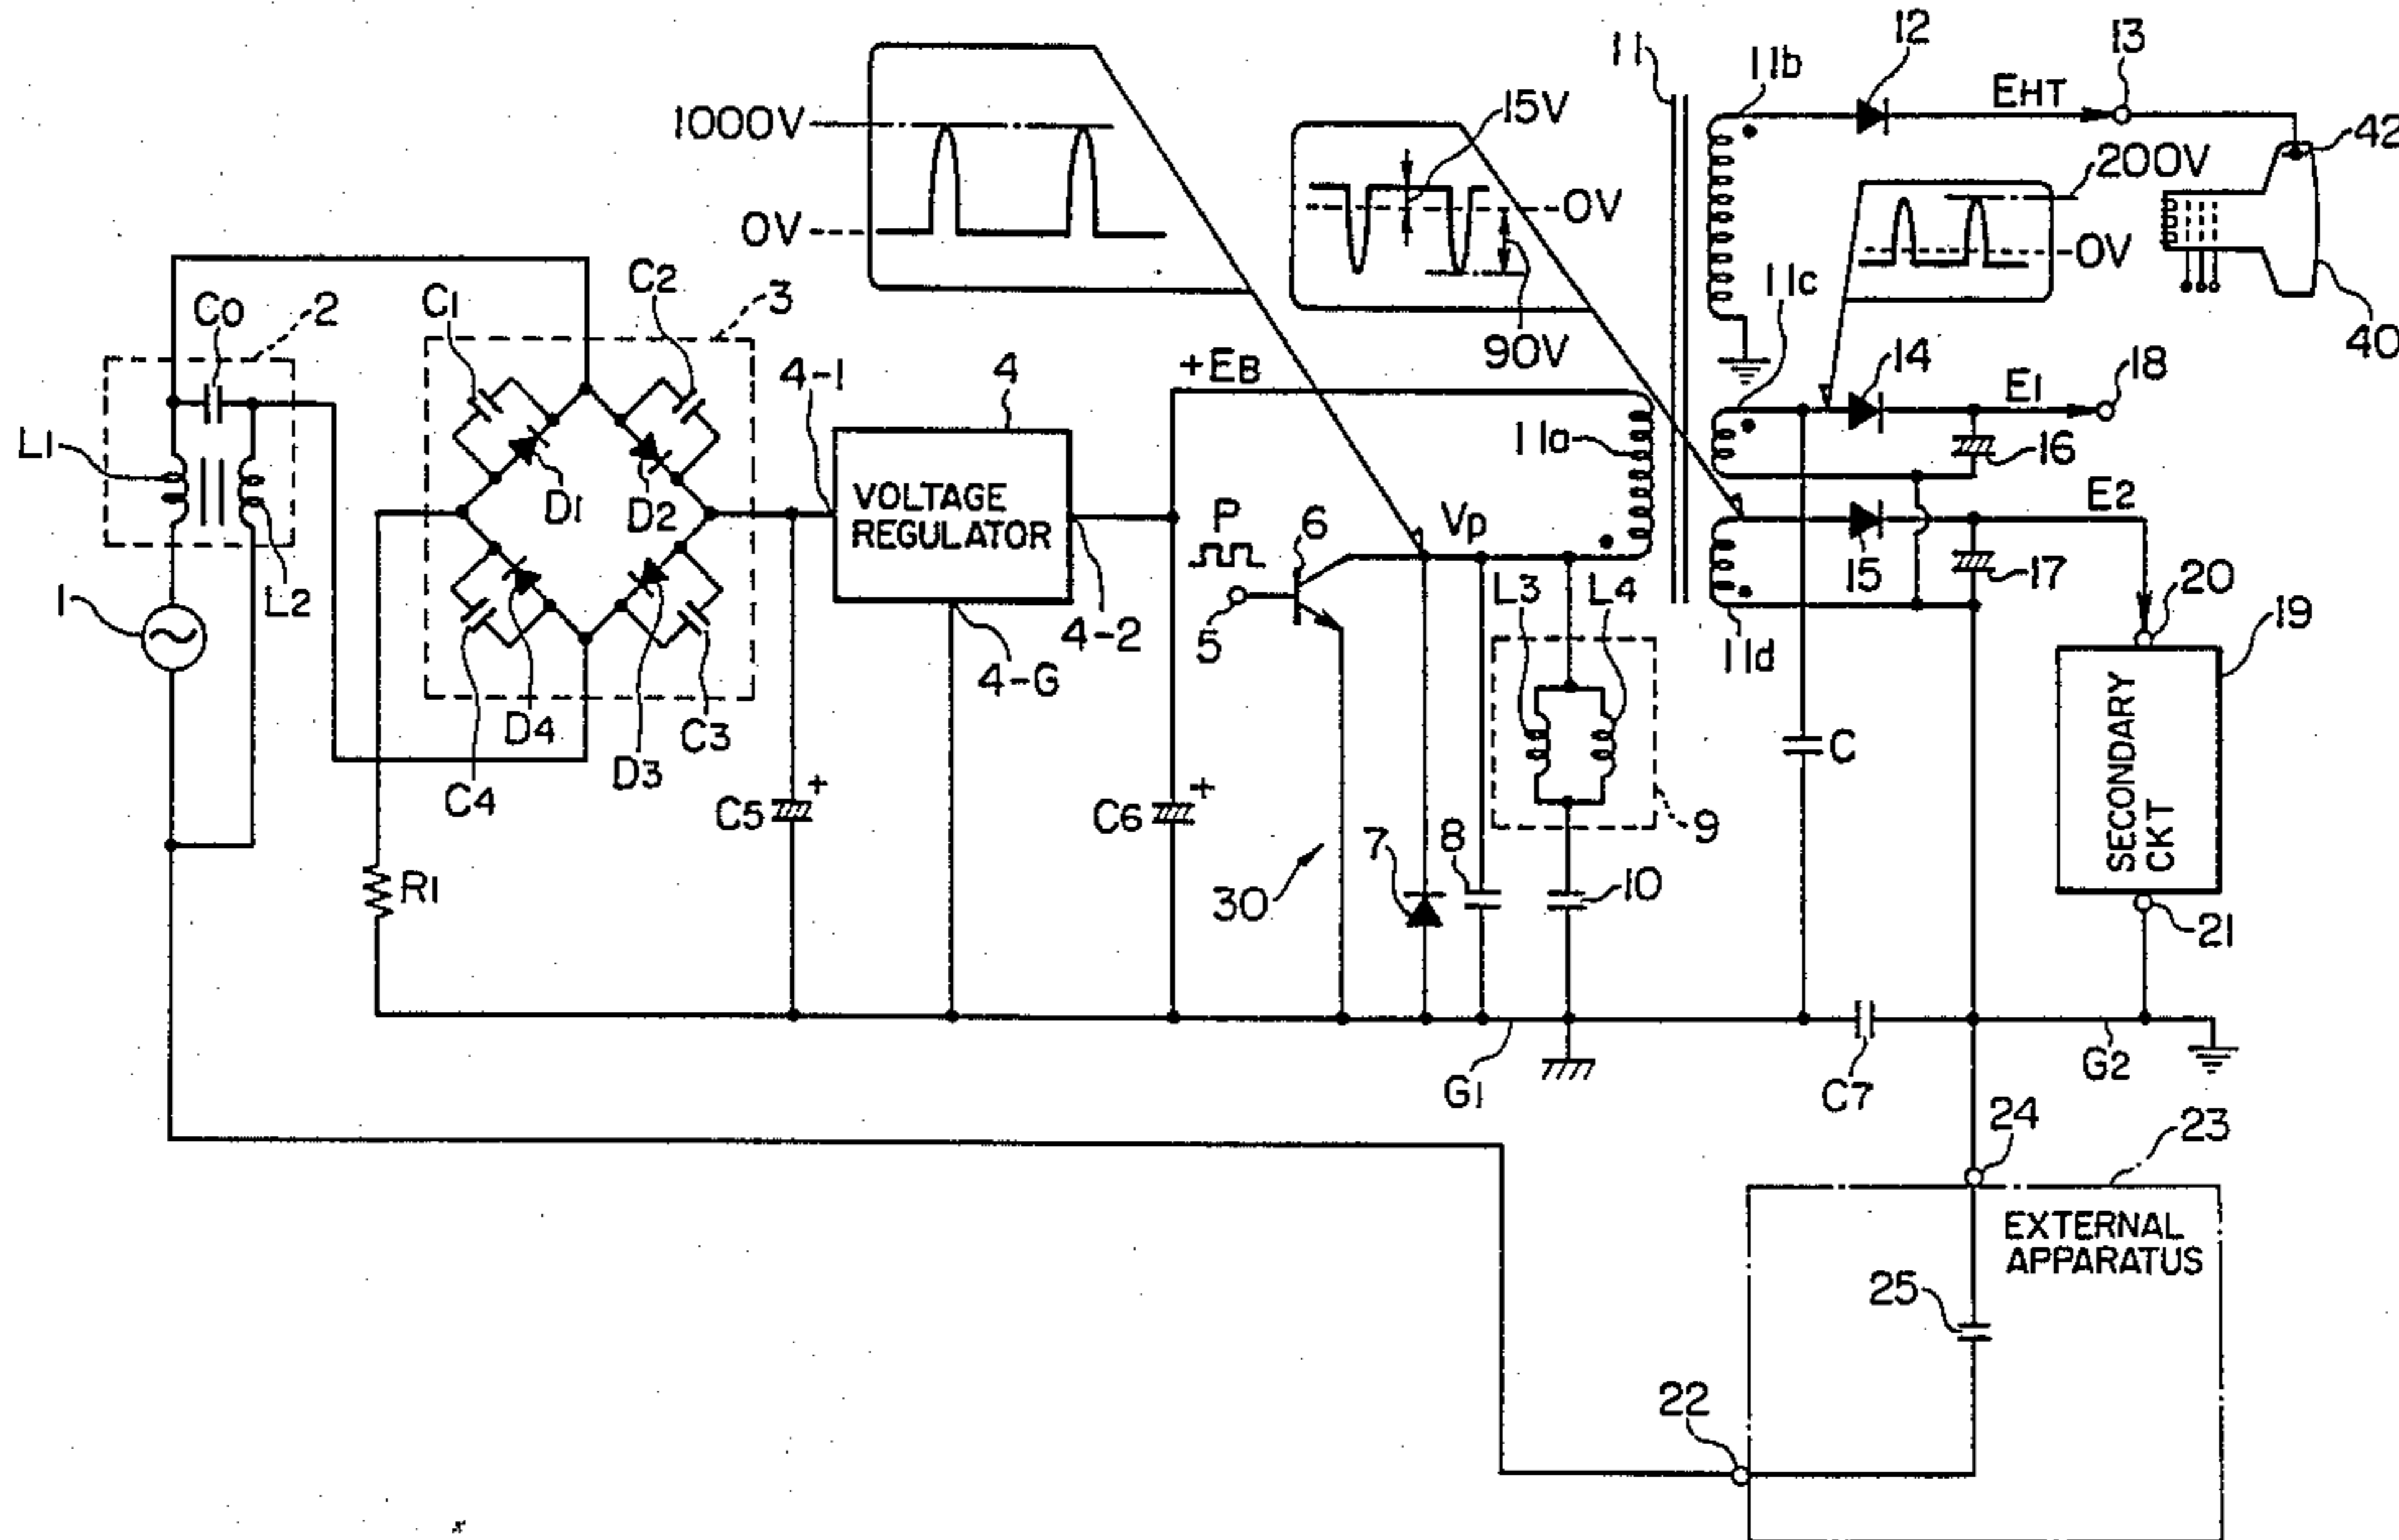 11
11b
12
13
EHT
42
1000V
15V
200V
0V
0V
0V
11c
40
C0
2
C1
C2
3
90V
14
E1
18
+EB
4-1
4
L1
11a
16
E2
VOLTAGE
REGULATOR
P
6
Vp
D1
D2
15
17
20
19
L3
L4
L2
1
5
4-2
11d
4-G
SECONDARY
CKT
D4
C3
D3
C
C4
C5
+
C6
+
9
7
8
R1
30
10
21
G1
C7
G2
24
23
EXTERNAL
APPARATUS
25
22